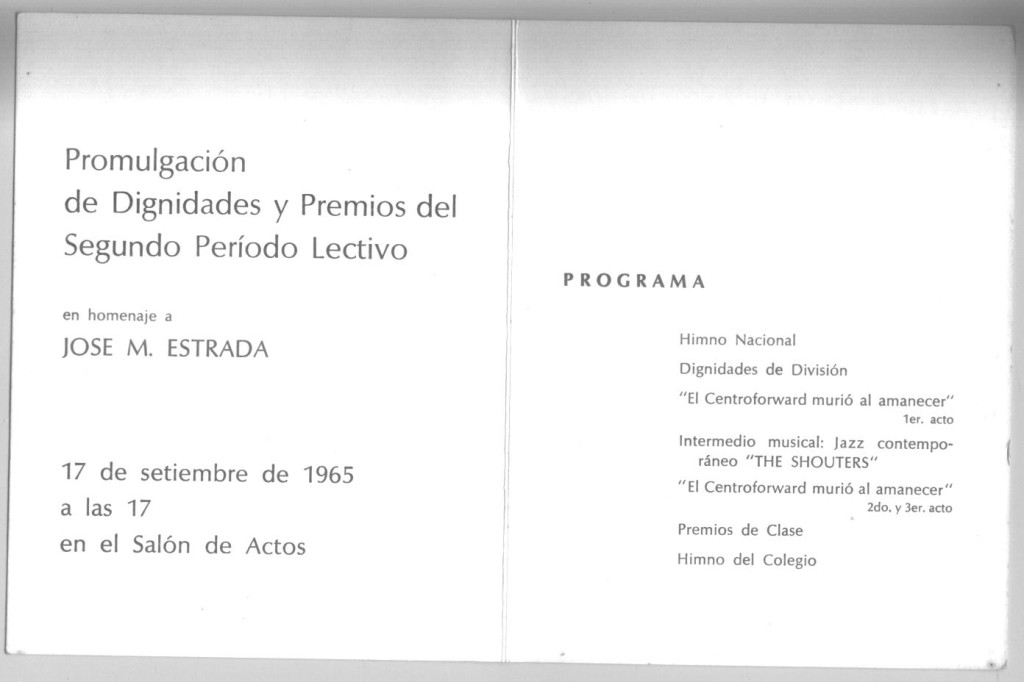 Promulgación
de Dignidades y Premios del
Segundo Período Lectivo
en homenaje a
JOSE M. ESTRADA
17 de setiembre de 1965
a las 17
en el Salón de Actos
PROGRAMA
Himno Nacional
Dignidades de División
"El Centroforward murió al amanecer"
1er. acto
Intermedio musical: Jazz contempo-
ráneo "THE SHOUTERS"
"El Centroforward murió al amanecer"
2do. y 3er. acto
Premios de Clase
Himno del Colegio